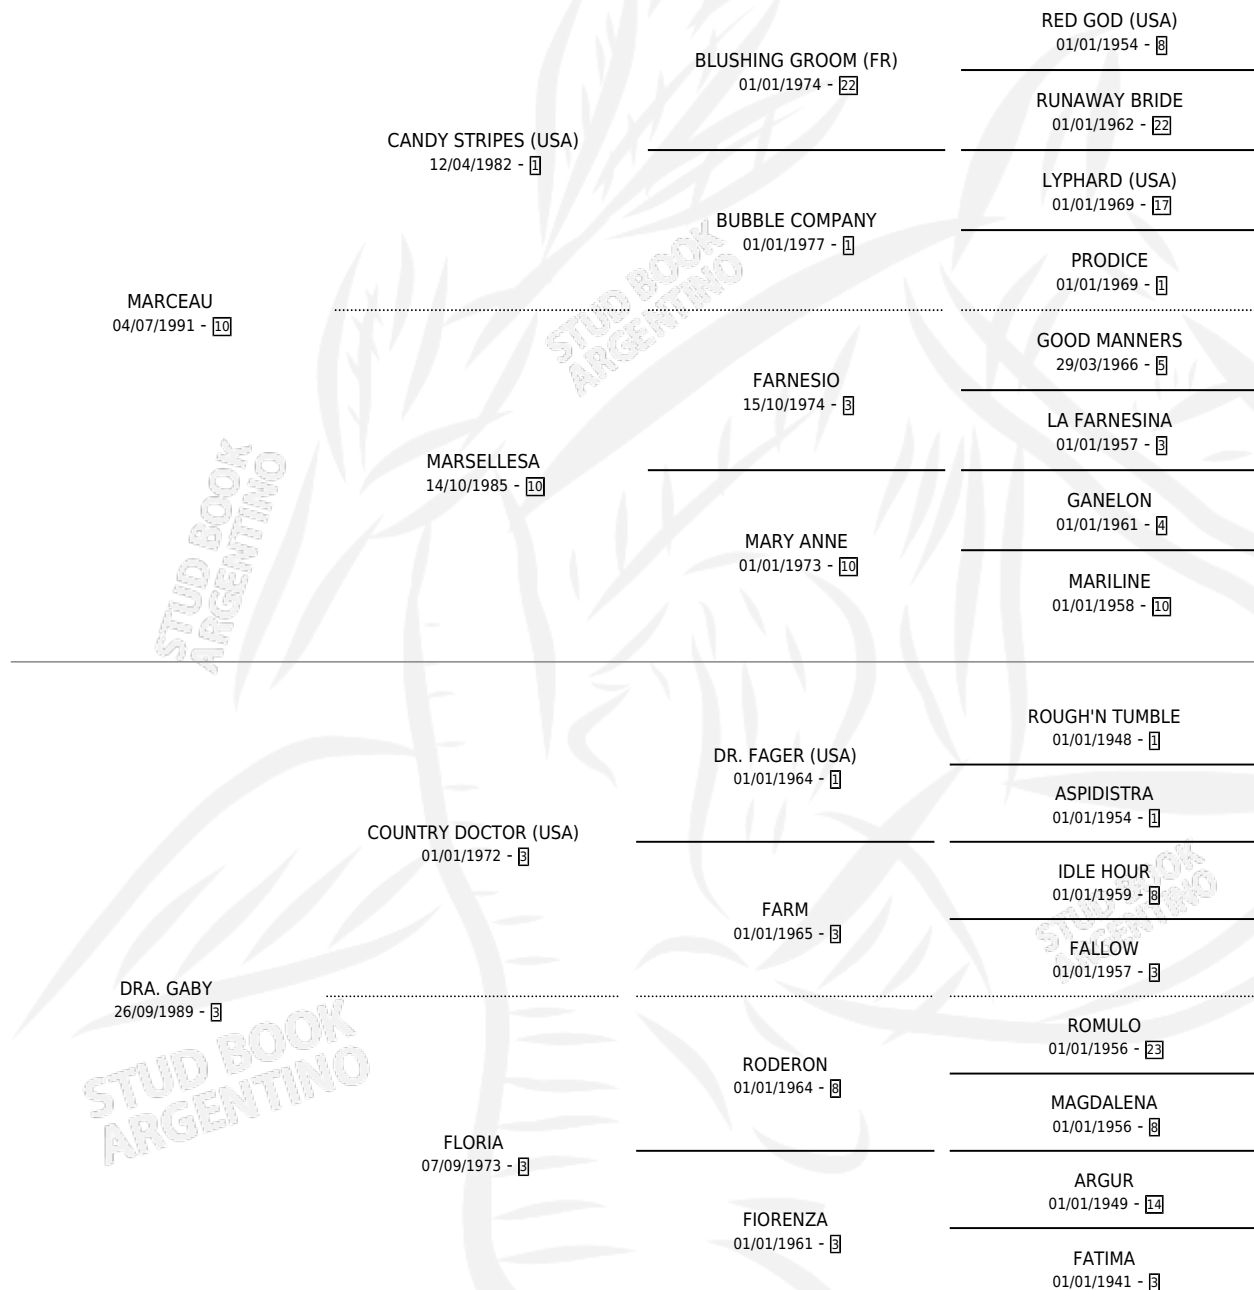 RED GOD (USA)
01/01/1954 - 8
BLUSHING GROOM (FR)
01/01/1974 - 22
RUNAWAY BRIDE
01/01/1962 - 22
CANDY STRIPES (USA)
12/04/1982 - 1
LYPHARD (USA)
01/01/1969 - 17
BUBBLE COMPANY
01/01/1977 - 1
PRODICE
01/01/1969 - 1
MARCEAU
04/07/1991 - 10
GOOD MANNERS
29/03/1966 - 5
FARNESIO
15/10/1974 - 3
LA FARNESINA
01/01/1957 - 3
MARSELLESA
14/10/1985 - 10
GANELON
01/01/1961 - 4
MARY ANNE
01/01/1973 - 10
MARILINE
01/01/1958 - 10
ROUGH'N TUMBLE
01/01/1948 - 1
DR. FAGER (USA)
01/01/1964 - 1
ASPIDISTRA
01/01/1954 - 1
COUNTRY DOCTOR (USA)
01/01/1972 - 3
IDLE HOUR
01/01/1959 - 8
FARM
01/01/1965 - 3
FALLOW
01/01/1957 - 3
DRA. GABY
26/09/1989 - 3
ROMULO
01/01/1956 - 23
RODERON
01/01/1964 - 8
MAGDALENA
01/01/1956 - 8
FLORIA
07/09/1973 - 3
ARGUR
01/01/1949 - 14
FIORENZA
01/01/1961 - 3
FATIMA
01/01/1941 - 3
STUD BOOK
ARGENTINO
STUD BOOK
ARGENTINO
STUD BOOK
ARGENTINO
STUD BOOK
ARGENTINO